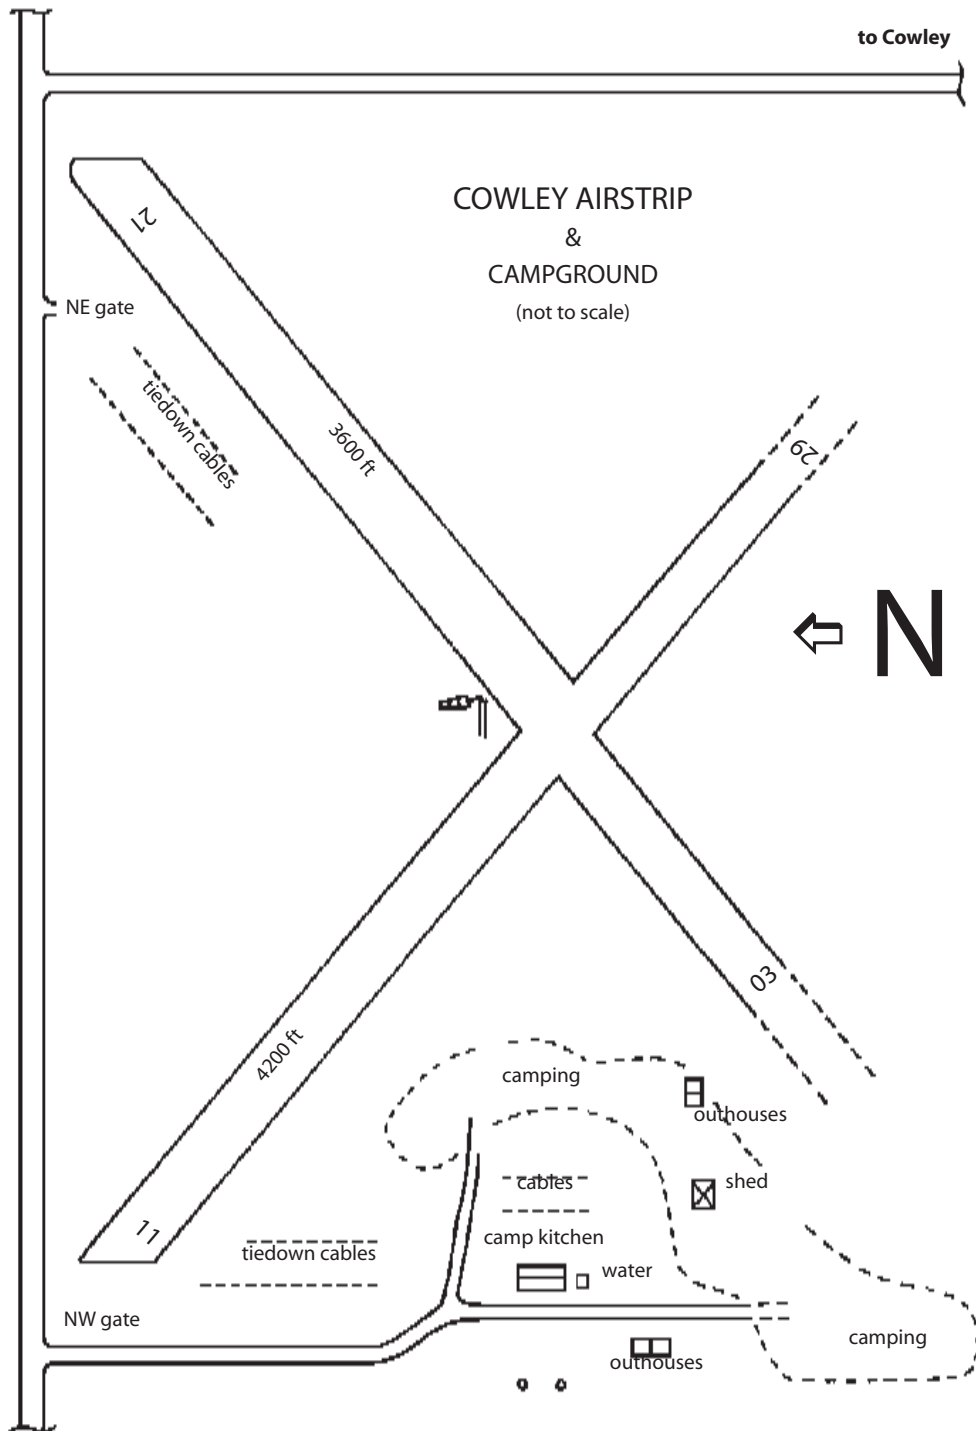 to Cowley
COWLEY AIRSTRIP
&
CAMPGROUND
(not to scale)
21
NE gate
tiedown cables
3600 ft
29
N
03
4200 ft
camping
outhouses
cables
shed
11
camp kitchen
tiedown cables
water
NW gate
camping
outhouses